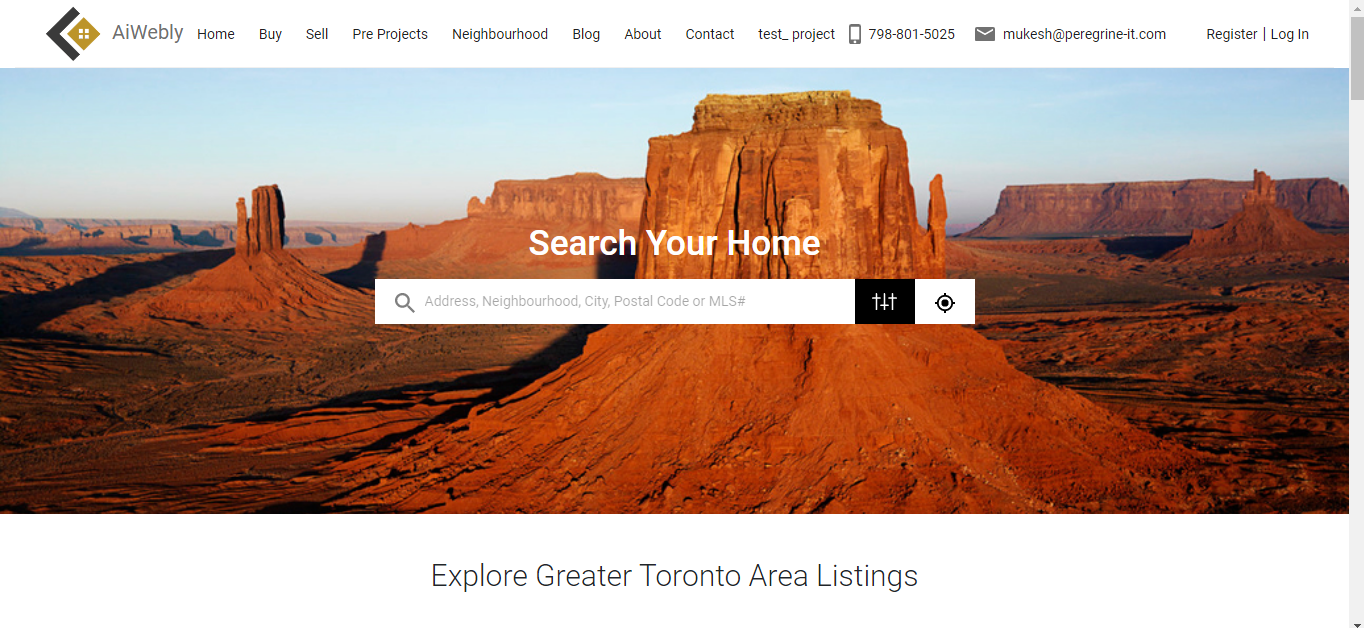 AiWebly Home Buy Sell Pre Projects Neighbourhood Blog About Contact test_ project 798-801-5025 mukesh@peregrine-it.com Register | Log In
Search Your Home
Address, Neighbourhood, City, Postal Code or MLS#
Explore Greater Toronto Area Listings